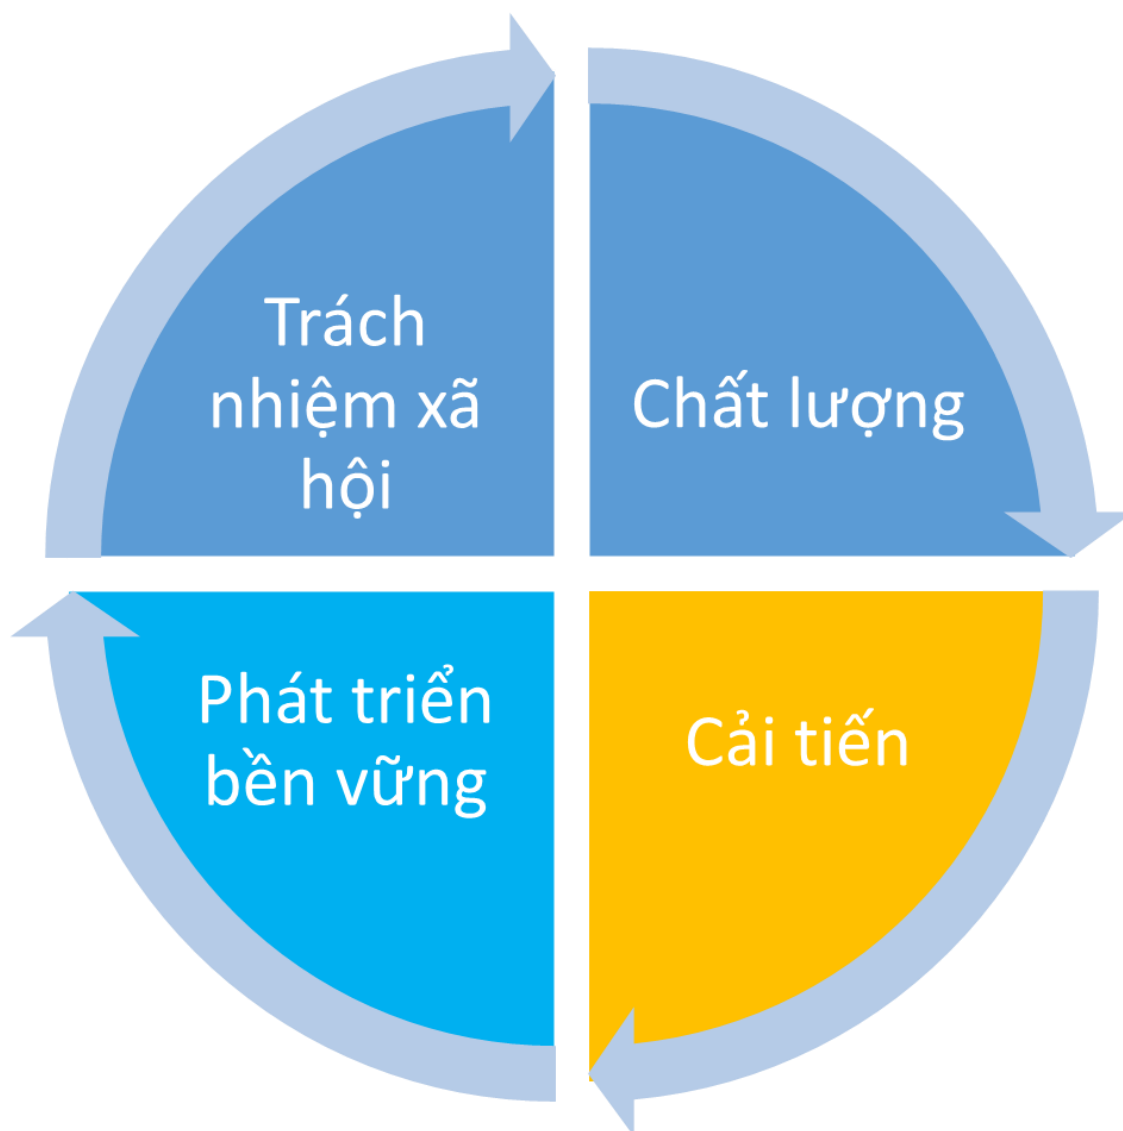 Trách
nhiệm xã
hội
Chất lượng
Phát triển
bền vững
Cải tiến